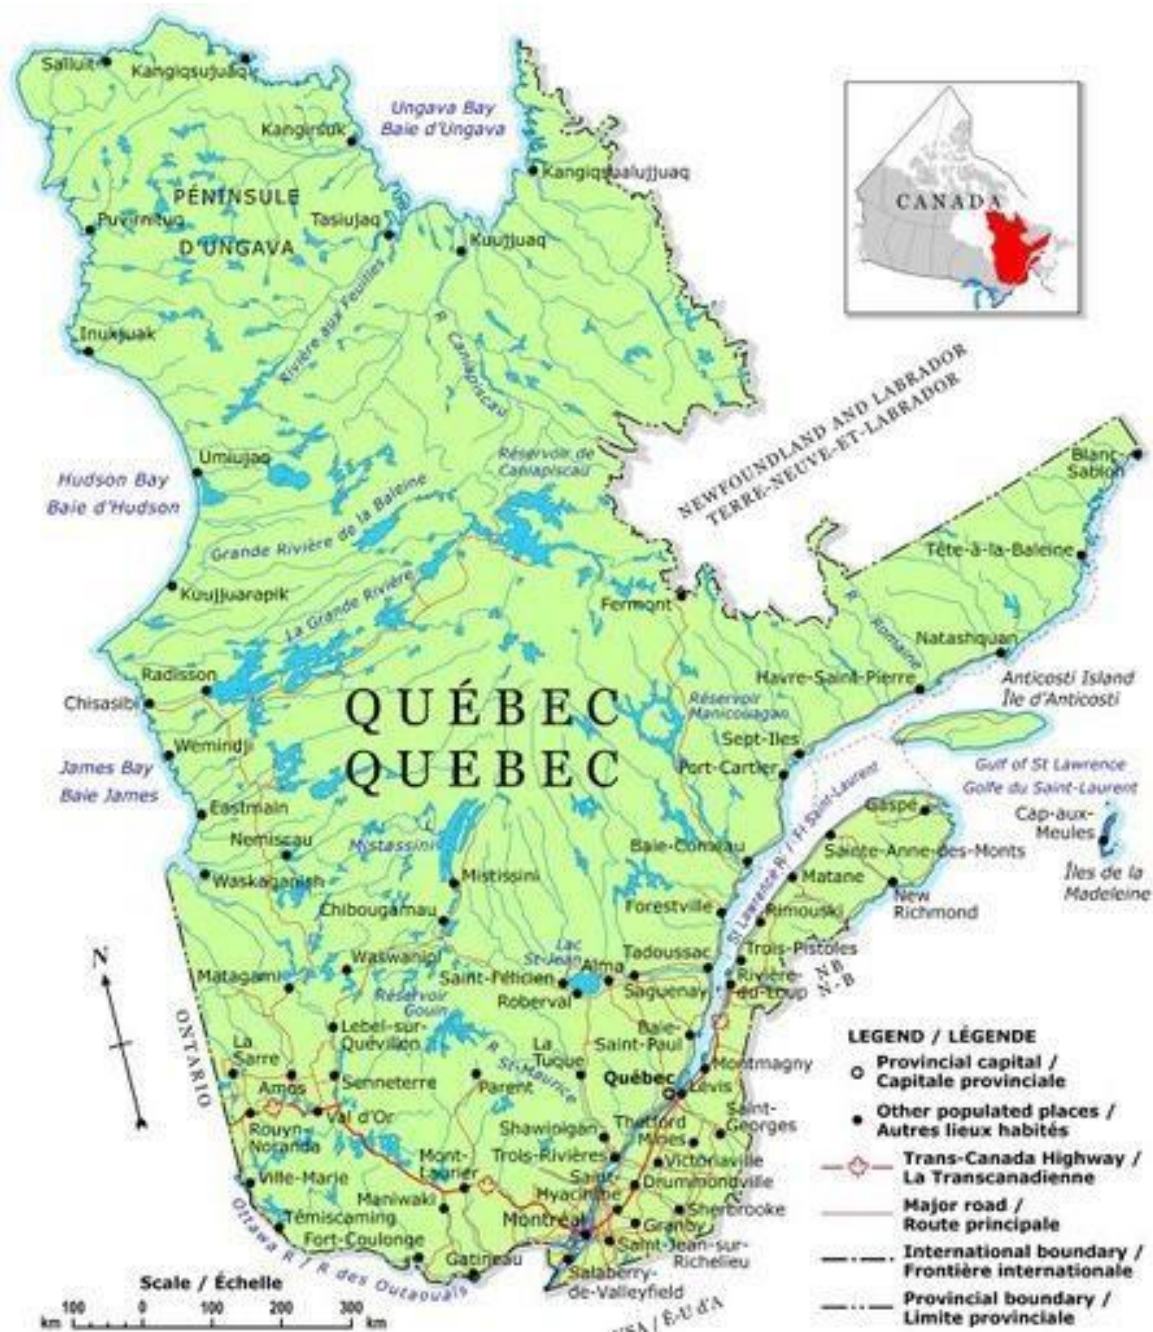 Salluit
Kangiqsujuaq
Ungava Bay
Baie d'Ungava
Kangirsuk
Kangiqsualujjuaq
CANADA
PÉNINSULE
D'UNGAVA
Puvirnituq
Tasiujaq
Kuujjuaq
Inukjuak
Rivière aux Feuilles
R Caniapiscau
NEWFOUNDLAND AND LABRADOR
TERRE-NEUVE-ET-LABRADOR
Umiujaq
Réservoir de
Caniapiscau
Blanc-
Sablon
Hudson Bay
Baie d'Hudson
Grande Rivière de la Baleine
Tête-à-la-Baleine
Kuujjuarapik
La Grande Rivière
Fermont
R Romaine
Natashquan
Radisson
Havre-Saint-Pierre
Anticosti Island
Île d'Anticosti
Chisasibi
QUÉBEC
QUEBEC
Réservoir
Manicouagan
Sept-Iles
Wemindji
Port-Cartier
James Bay
Baie James
Gulf of St Lawrence
Golfe du Saint-Laurent
Eastmain
St Lawrence R / Fl Saint-Laurent
Gaspé
Cap-aux-
Meules
Nemiscau
Mistassini
Baie-Comeau
Sainte-Anne-des-Monts
Îles de la
Madeleine
Waskaganish
Mistissini
Matane
New
Richmond
Chibougamau
Forestville
Rimouski
Waswanipi
Lac
St-Jean
Tadoussac
Trois-Pistoles
N
Matagami
Saint-Félicien
Alma
Saguenay
Rivière-
du-Loup
NB
N-B
Roberval
Réservoir
Gouin
ONTARIO
Lebel-sur-
Quévillon
Baie-
Saint-Paul
La
Sarre
R St-Maurice
La
Tuque
Montmagny
Amos
Senneterre
Parent
Québec
Lévis
Val d'Or
Rouyn-
Noranda
Shawinigan
Thetford
Mines
Saint-
Georges
Trois-Rivières
Victoriaville
Mont-
Laurier
Ville-Marie
Saint-
Hyacinthe
Drummondville
Maniwaki
Sherbrooke
Témiscaming
Montréal
Granby
Fort-Coulonge
Saint-Jean-sur-
Richelieu
Gatineau
Salaberry-
de-Valleyfield
Ottawa R / R des Outaouais
USA / É-U d'A
LEGEND / LÉGENDE
Provincial capital /
Capitale provinciale
Other populated places /
Autres lieux habités
Trans-Canada Highway /
La Transcanadienne
Major road /
Route principale
International boundary /
Frontière internationale
Provincial boundary /
Limite provinciale
Scale / Échelle
100 0 100 200 300
km km